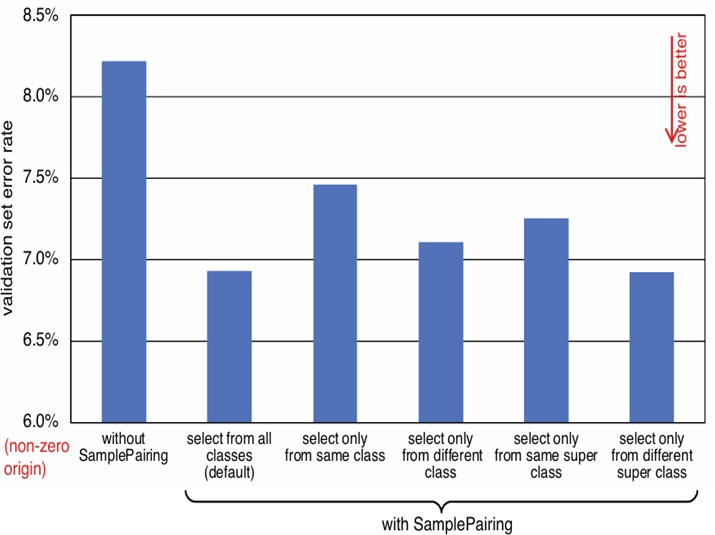 8.5%
8.0%
7.5%
7.0%
6.5%
6.0%
validation set error rate
lower is better
(non-zero
origin)
without
SamplePairing
select from all
classes
(default)
select only
from same class
select only
from different
class
select only
from same super
class
select only
from different
super class
with SamplePairing